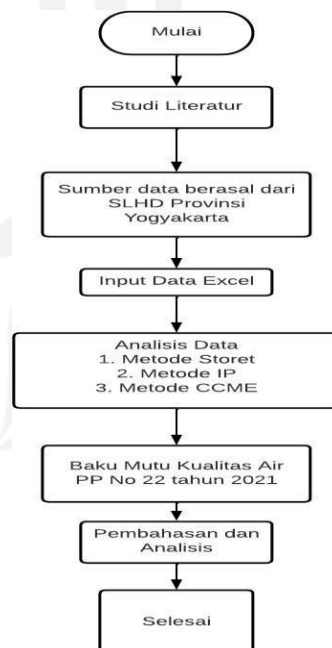 Mulai
Studi Literatur
Sumber data berasal dari
SLHD Provinsi
Yogyakarta
Input Data Excel
Analisis Data
1. Metode Storet
2. Metode IP
3. Metode CCME
Baku Mutu Kualitas Air
PP No 22 tahun 2021
Pembahasan dan
Analisis
Selesai